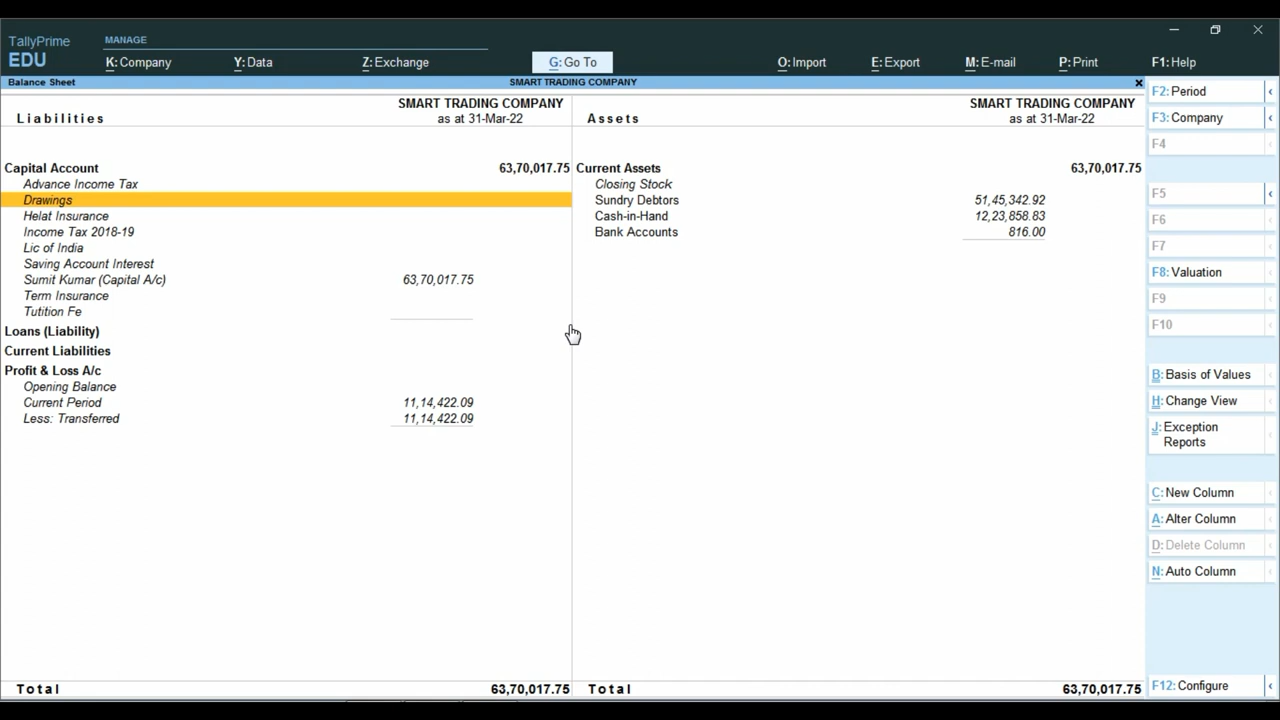 TallyPrime
EDU
MANAGE
K:Company
Y:Data
Z:Exchange
G:Go To
O:Import
E:Export
M:E-mail
P:Print
F1:Help
Balance Sheet
SMART TRADING COMPANY
Liabilities
SMART TRADING COMPANY
as at 31-Mar-22
Assets
SMART TRADING COMPANY
as at 31-Mar-22
Capital Account 63,70,017.75
Advance Income Tax
Drawings
Helat Insurance
Income Tax 2018-19
Lic of India
Saving Account Interest
Sumit Kumar (Capital A/c) 63,70,017.75
Term Insurance
Tutition Fe
Loans (Liability)
Current Liabilities
Profit & Loss A/c
Opening Balance
Current Period 11,14,422.09
Less: Transferred 11,14,422.09
Total 63,70,017.75
Current Assets 63,70,017.75
Closing Stock
Sundry Debtors 51,45,342.92
Cash-in-Hand 12,23,858.83
Bank Accounts 816.00
Total 63,70,017.75
F2:Period
F3:Company
F4
F5
F6
F7
F8:Valuation
F9
F10
B:Basis of Values
H:Change View
J:Exception
Reports
C:New Column
A:Alter Column
D:Delete Column
N:Auto Column
F12:Configure